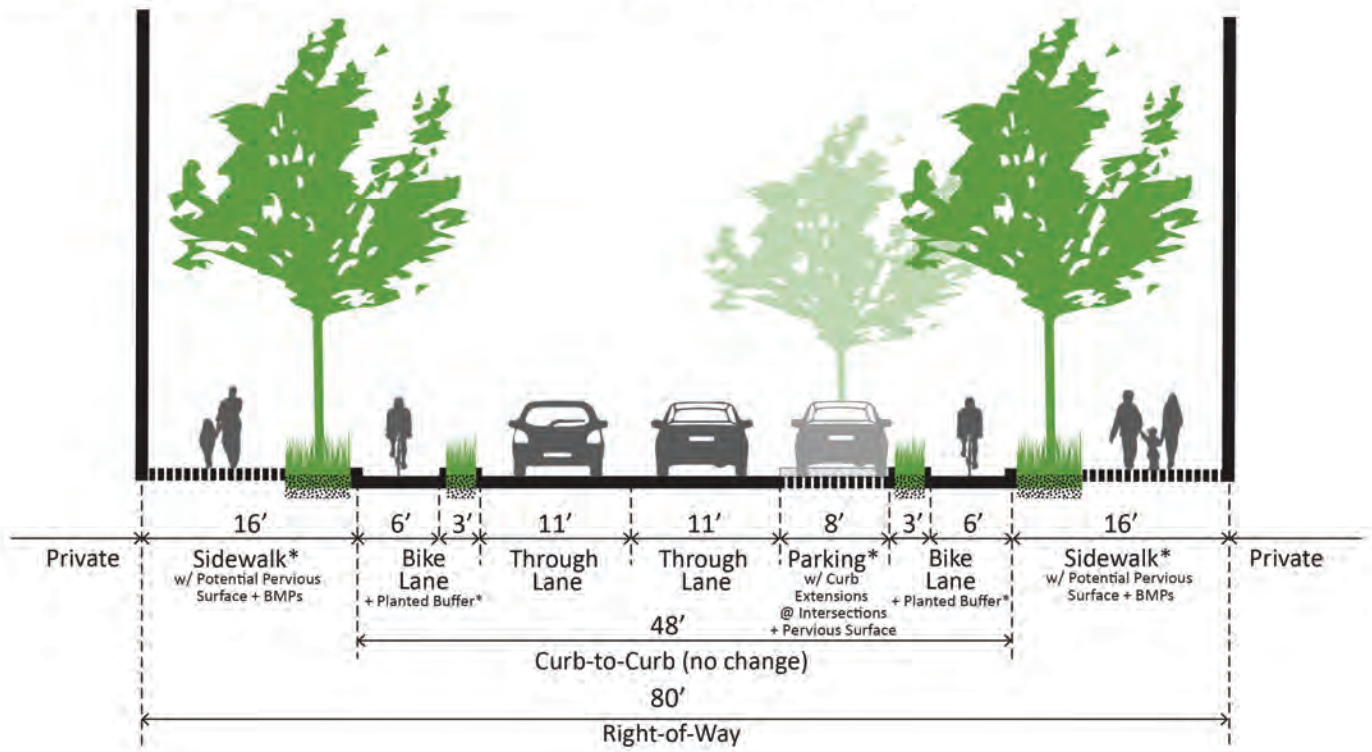 16’ 6’ 3’ 11’ 11’ 8’ 3’ 6’ 16’
Private
Sidewalk*
w/ Potential Pervious
Surface + BMPs
Bike
Lane
+ Planted Buffer*
Through
Lane
Through
Lane
Parking*
w/ Curb
Extensions
@ Intersections
+ Pervious Surface
Bike
Lane
+ Planted Buffer*
Sidewalk*
w/ Potential Pervious
Surface + BMPs
Private
48’
Curb-to-Curb (no change)
80’
Right-of-Way